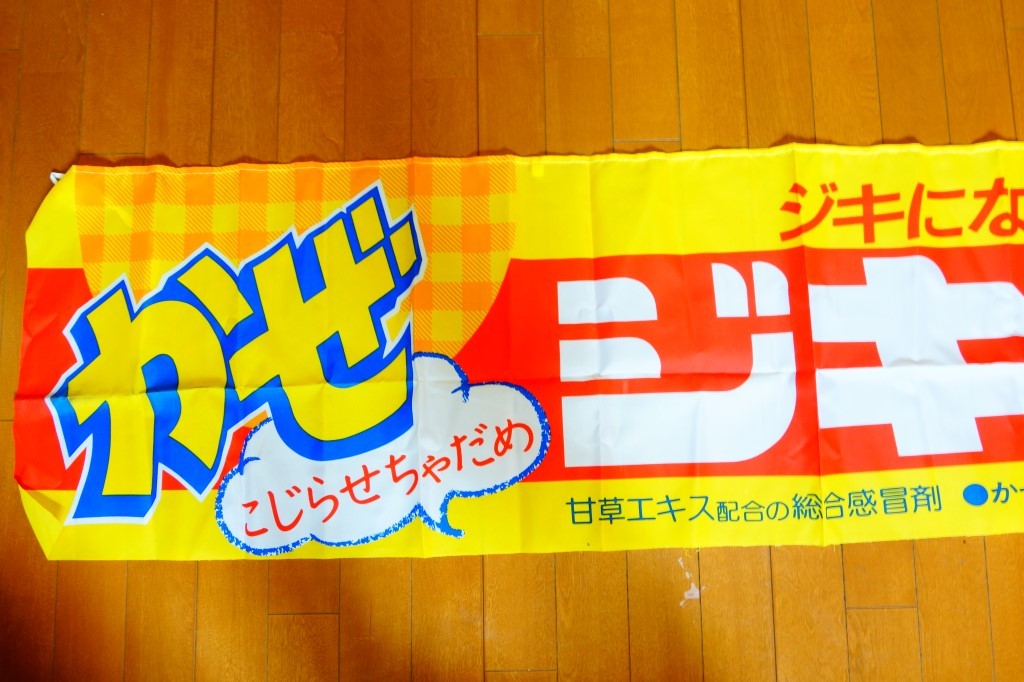 かぜ
こじらせちゃだめ
ジキにな
ジキ
甘草エキス配合の総合感冒剤 ●か